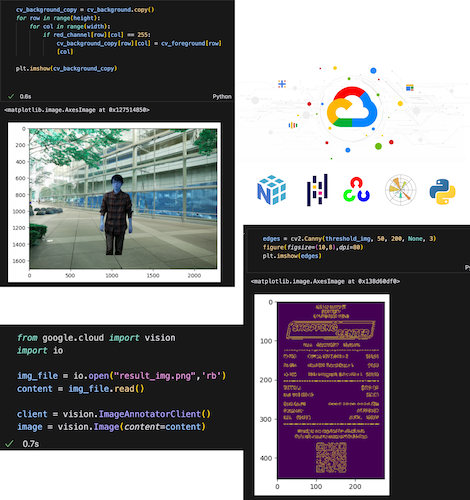 cv_background_copy = cv_background.copy()
for row in range(height):
for col in range(width):
if red_channel[row][col] == 255:
cv_background_copy[row][col] = cv_foreground[row]
[col]
plt.imshow(cv_background_copy)
0.6s
Python
<matplotlib.image.AxesImage at 0x127514850>
0
200
400
600
800
1000
1200
1400
1600
0 500 1000 1500 2000
from google.cloud import vision
import io
img_file = io.open("result_img.png",'rb')
content = img_file.read()
client = vision.ImageAnnotatorClient()
image = vision.Image(content=content)
0.7s
edges = cv2.Canny(threshold_img, 50, 200, None, 3)
figure(figsize=(10,8),dpi=80)
plt.imshow(edges)
<matplotlib.image.AxesImage at 0x130d60df0>
0
100
200
300
400
SHOPPING
CENTER
0 100 200